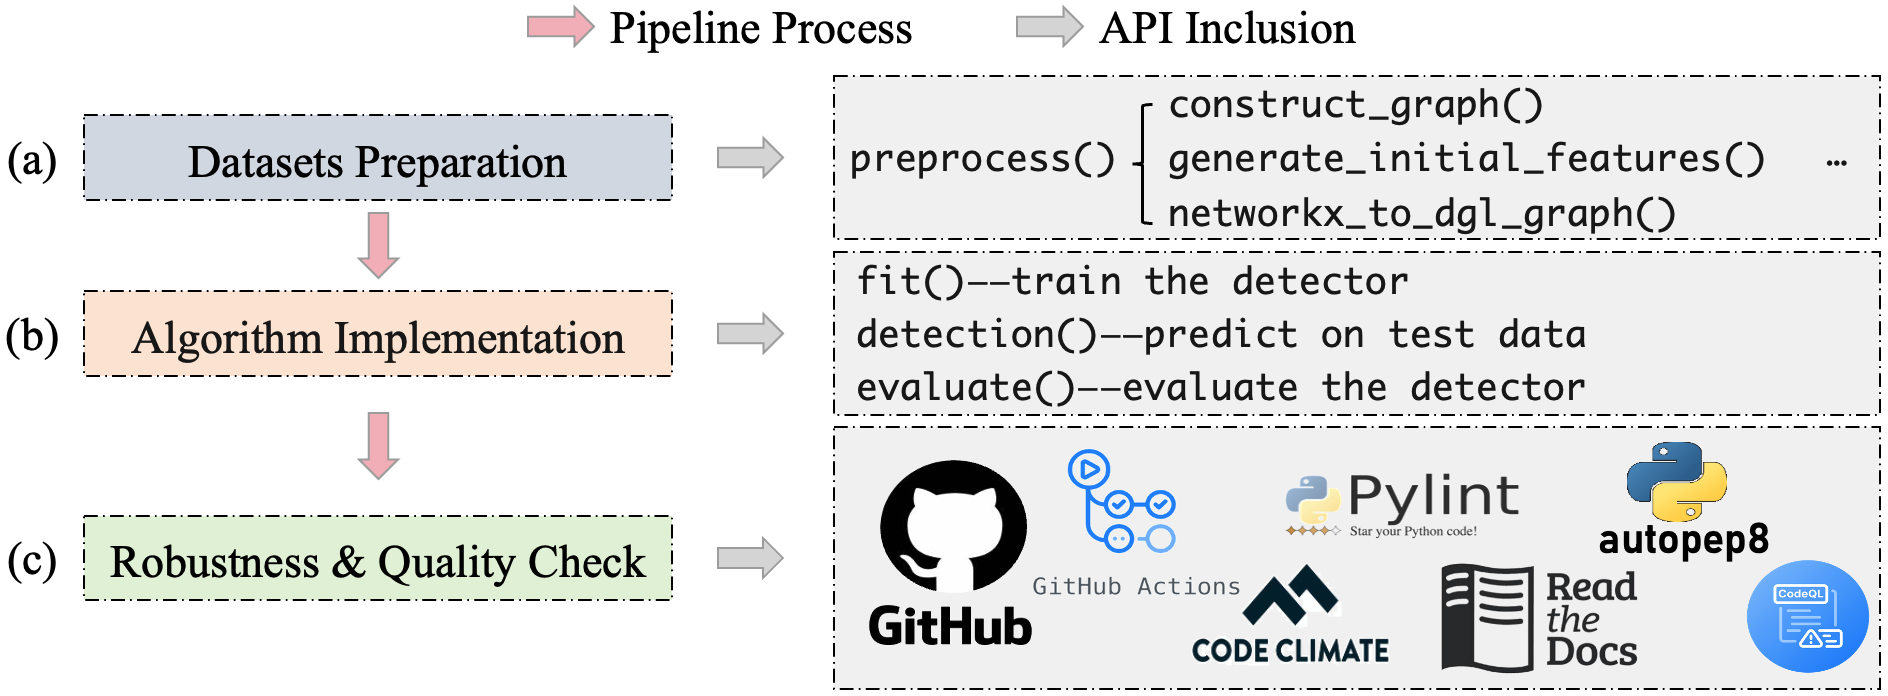 Pipeline Process
API Inclusion
(a)
Datasets Preparation
preprocess()
construct_graph()
generate_initial_features()
networkx_to_dgl_graph()
…
(b)
Algorithm Implementation
fit()––train the detector
detection()––predict on test data
evaluate()––evaluate the detector
(c)
Robustness & Quality Check
GitHub
GitHub Actions
Pylint
Star your Python code!
autopep8
CODE CLIMATE
Read
the
Docs
CodeQL